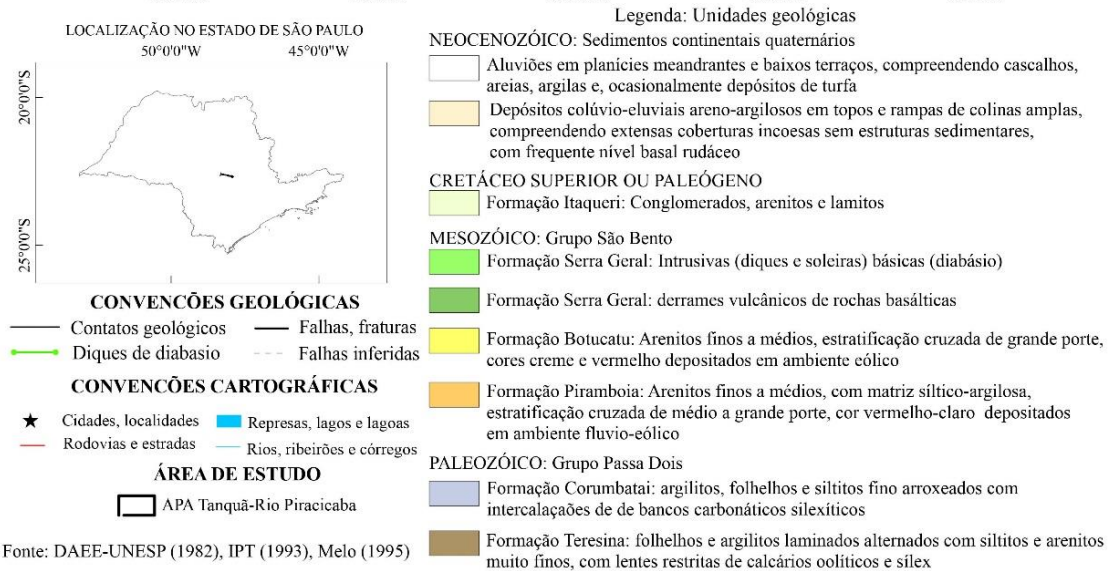 LOCALIZAÇÃO NO ESTADO DE SÃO PAULO
50°0'0"W 45°0'0"W
20°0'0"S
25°0'0"S
CONVENCÕES GEOLÓGICAS
Contatos geológicos
Falhas, fraturas
Diques de diabasio
Falhas inferidas
CONVENCÕES CARTOGRÁFICAS
Cidades, localidades
Represas, lagos e lagoas
Rodovias e estradas
Rios, ribeirões e córregos
ÁREA DE ESTUDO
APA Tanquã-Rio Piracicaba
Fonte: DAEE-UNESP (1982), IPT (1993), Melo (1995)
Legenda: Unidades geológicas
NEOCENOZÓICO: Sedimentos continentais quaternários
Aluviões em planícies meandrantes e baixos terraços, compreendendo cascalhos,
areias, argilas e, ocasionalmente depósitos de turfa
Depósitos colúvio-eluviais areno-argilosos em topos e rampas de colinas amplas,
compreendendo extensas coberturas incoesas sem estruturas sedimentares,
com frequente nível basal rudáceo
CRETÁCEO SUPERIOR OU PALEÓGENO
Formação Itaqueri: Conglomerados, arenitos e lamitos
MESOZÓICO: Grupo São Bento
Formação Serra Geral: Intrusivas (diques e soleiras) básicas (diabásio)
Formação Serra Geral: derrames vulcânicos de rochas basálticas
Formação Botucatu: Arenitos finos a médios, estratificação cruzada de grande porte,
cores creme e vermelho depositados em ambiente eólico
Formação Piramboia: Arenitos finos a médios, com matriz síltico-argilosa,
estratificação cruzada de médio a grande porte, cor vermelho-claro depositados
em ambiente fluvio-eólico
PALEOZÓICO: Grupo Passa Dois
Formação Corumbatai: argilitos, folhelhos e siltitos fino arroxeados com
intercalaçães de de bancos carbonáticos silexíticos
Formação Teresina: folhelhos e argilitos laminados alternados com siltitos e arenitos
muito finos, com lentes restritas de calcários oolíticos e sílex